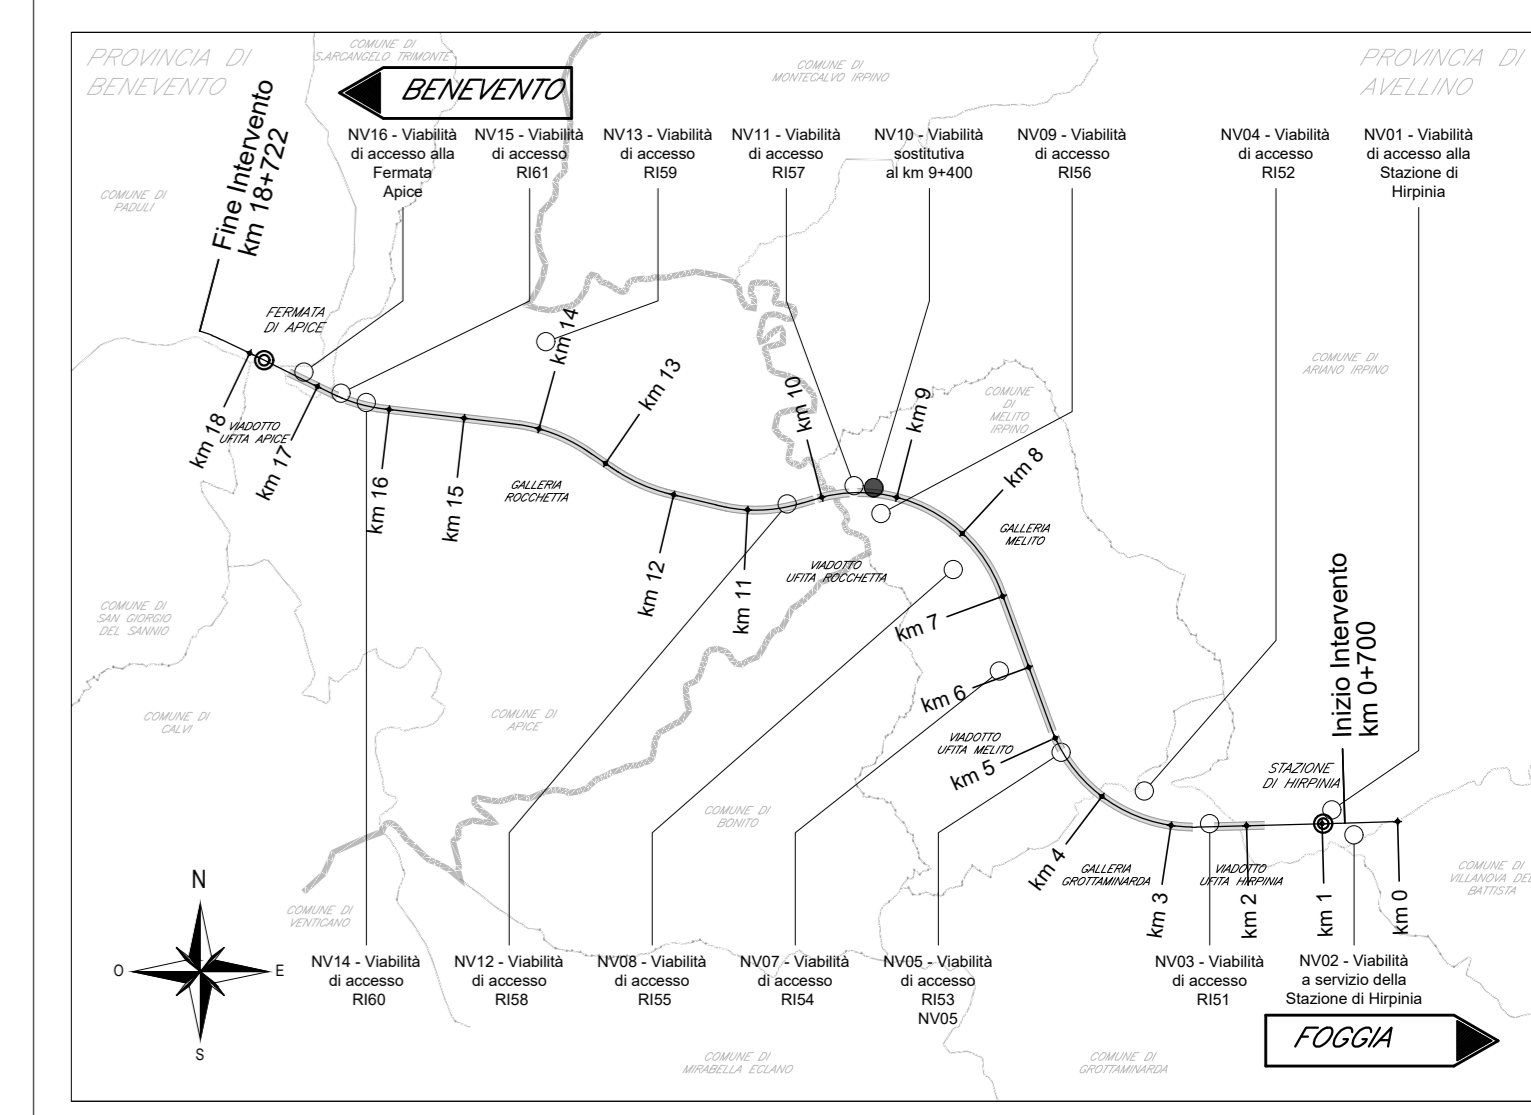 PROVINCIA DI
BENEVENTO
COMUNE DI
S.ARCANGELO TRIMONTE
BENEVENTO
COMUNE DI
MONTECALVO IRPINO
PROVINCIA DI
AVELLINO
Fine Intervento
km 18+722
NV16 - Viabilità
di accesso alla
Fermata
Apice
NV15 - Viabilità
di accesso
RI61
NV13 - Viabilità
di accesso
RI59
NV11 - Viabilità
di accesso
RI57
NV10 - Viabilità
sostitutiva
al km 9+400
NV09 - Viabilità
di accesso
RI56
NV04 - Viabilità
di accesso
RI52
NV01 - Viabilità
di accesso alla
Stazione di
Hirpinia
COMUNE DI
PADULI
FERMATA
DI APICE
COMUNE DI
ARIANO IRPINO
COMUNE
DI
MELITO
IRPINO
km 18
VIADOTTO
UFITA APICE
km 17
km 16
km 15
km 14
km 13
km 12
km 11
km 10
km 9
km 8
GALLERIA
ROCCHETTA
GALLERIA
MELITO
VIADOTTO
UFITA ROCCHETTA
km 7
km 6
VIADOTTO
UFITA MELITO
km 5
km 4
km 3
km 2
km 1
km 0
Inizio Intervento
km 0+700
STAZIONE
DI HIRPINIA
GALLERIA
GROTTAMINARDA
VIADOTTO
UFITA HIRPINIA
COMUNE DI
SAN GIORGIO
DEL SANNIO
COMUNE DI
CALVI
COMUNE DI
APICE
COMUNE DI
BONITO
COMUNE DI
VILLANOVA DEL
BATTISTA
COMUNE DI
VENTICANO
N
O
E
S
NV14 - Viabilità
di accesso
RI60
NV12 - Viabilità
di accesso
RI58
NV08 - Viabilità
di accesso
RI55
NV07 - Viabilità
di accesso
RI54
NV05 - Viabilità
di accesso
RI53
NV05
NV03 - Viabilità
di accesso
RI51
NV02 - Viabilità
a servizio della
Stazione di Hirpinia
FOGGIA
COMUNE DI
MIRABELLA ECLANO
COMUNE DI
GROTTAMINARDA